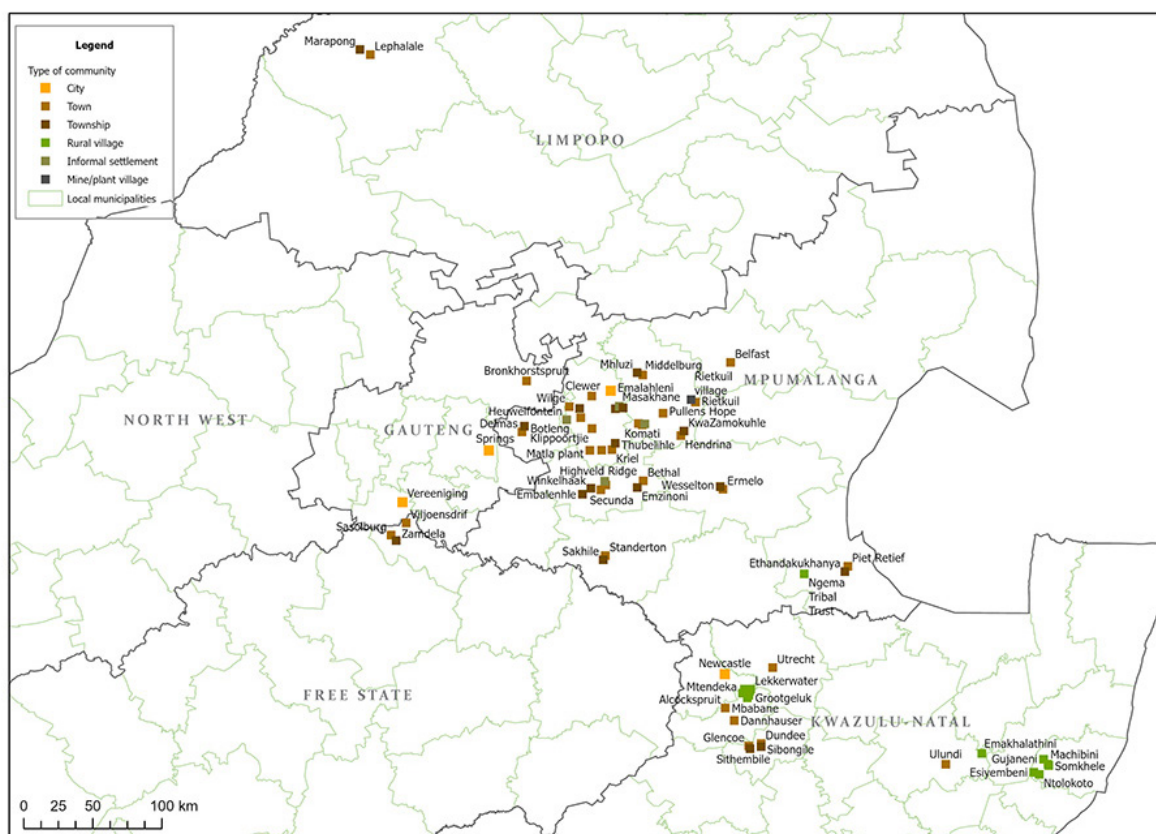 Legend
Type of community
City
Town
Township
Rural village
Informal settlement
Mine/plant village
Local municipalities
Marapong
Lephalale
LIMPOPO
Belfast
Mhluzi
Middelburg
Bronkhorstspruit
Rietkuil
village
MPUMALANGA
Clewer
Emalahleni
Masakhane
Wilge
Rietkuil
NORTH WEST
Heuwelfontein
Pullens Hope
GAUTENG
Delmas
Botleng
KwaZamokuhle
Springs
Klippoortjie
Komati
Hendrina
Thubelihle
Matla plant
Kriel
Highveld Ridge
Bethal
Winkelhaak
Wesselton
Ermelo
Embalenhle
Secunda
Emzinoni
Vereeniging
Viljoensdrif
Sasolburg
Zamdela
Sakhile
Standerton
Ethandakukhanya
Piet Retief
Ngema
Tribal
Trust
Newcastle
Utrecht
Mtendeka
Lekkerwater
FREE STATE
Alcockspruit
Grootgeluk
Mbabane
Dannhauser
KWAZULU-NATAL
Glencoe
Dundee
Sithembile
Sibongile
Ulundi
Emakhalathini
Gujaneni
Machibini
Somkhele
Esiyembeni
Ntolokoto
0 25 50 100 km